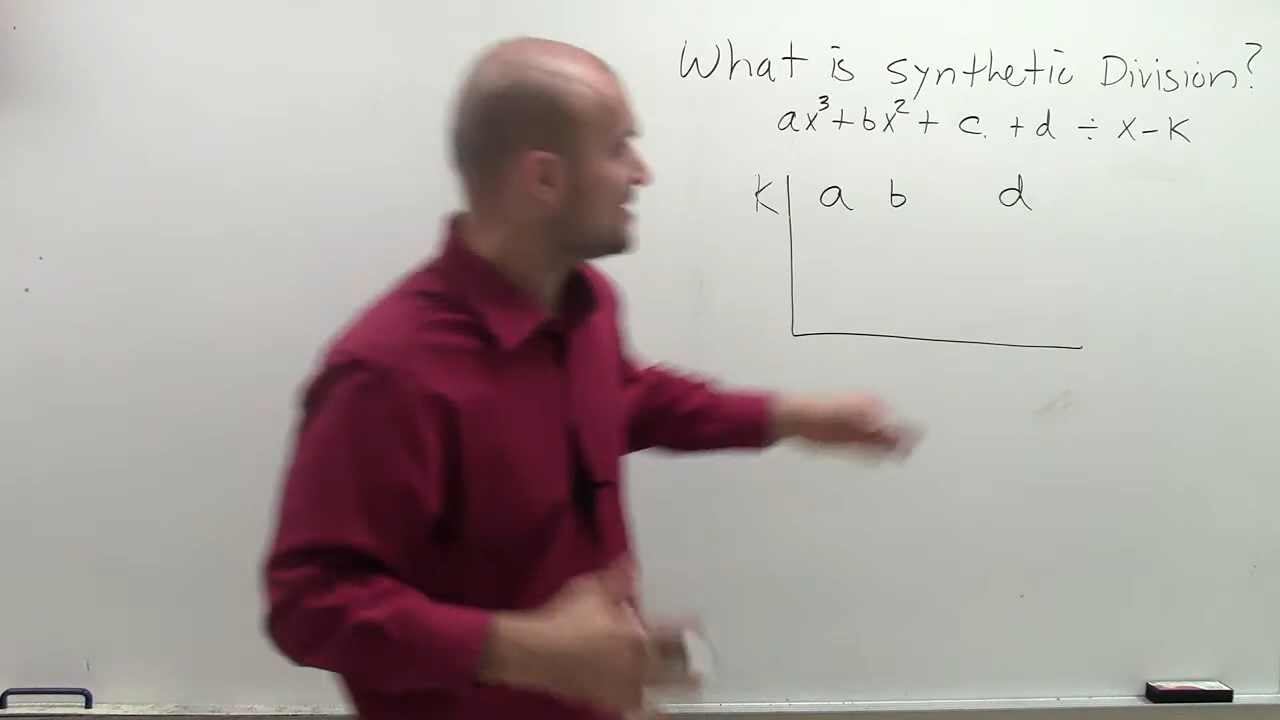 What is synthetic Division?
ax³+bx²+ c. +d ÷ x-k
k a b d